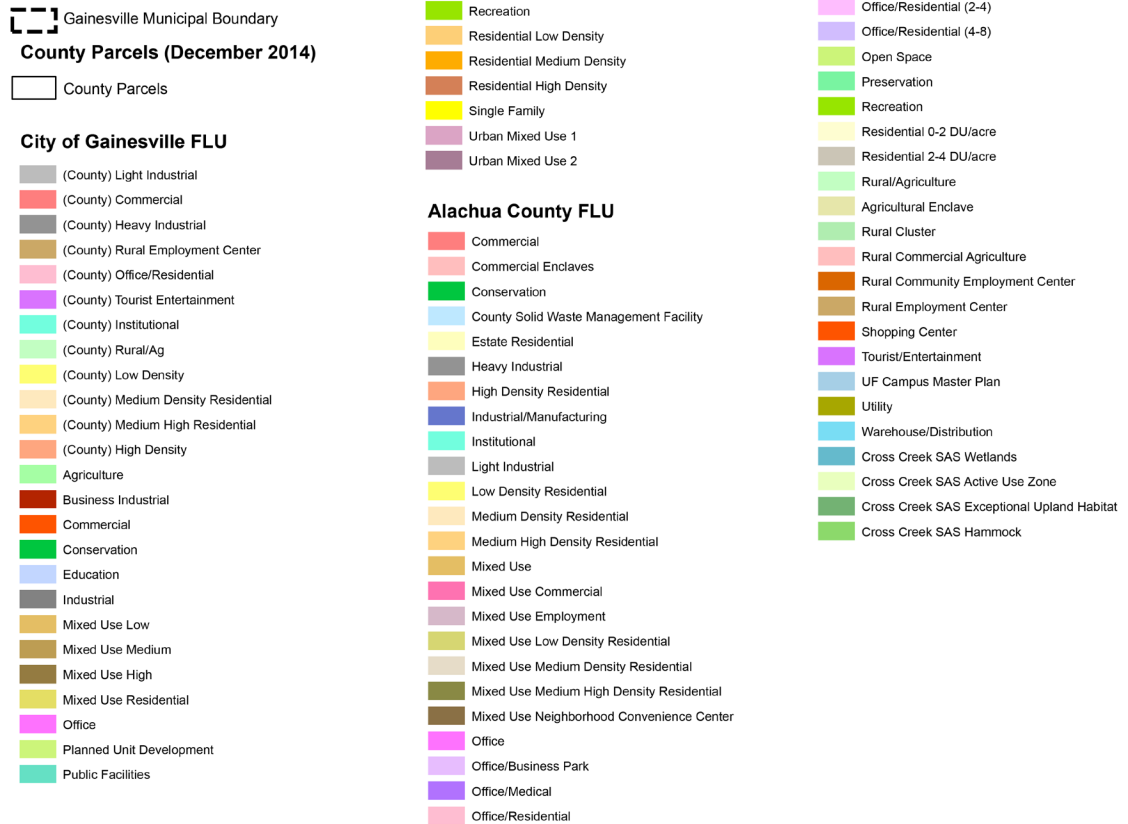 Gainesville Municipal Boundary
County Parcels (December 2014)
County Parcels
City of Gainesville FLU
(County) Light Industrial
(County) Commercial
(County) Heavy Industrial
(County) Rural Employment Center
(County) Office/Residential
(County) Tourist Entertainment
(County) Institutional
(County) Rural/Ag
(County) Low Density
(County) Medium Density Residential
(County) Medium High Residential
(County) High Density
Agriculture
Business Industrial
Commercial
Conservation
Education
Industrial
Mixed Use Low
Mixed Use Medium
Mixed Use High
Mixed Use Residential
Office
Planned Unit Development
Public Facilities
Recreation
Residential Low Density
Residential Medium Density
Residential High Density
Single Family
Urban Mixed Use 1
Urban Mixed Use 2
Alachua County FLU
Commercial
Commercial Enclaves
Conservation
County Solid Waste Management Facility
Estate Residential
Heavy Industrial
High Density Residential
Industrial/Manufacturing
Institutional
Light Industrial
Low Density Residential
Medium Density Residential
Medium High Density Residential
Mixed Use
Mixed Use Commercial
Mixed Use Employment
Mixed Use Low Density Residential
Mixed Use Medium Density Residential
Mixed Use Medium High Density Residential
Mixed Use Neighborhood Convenience Center
Office
Office/Business Park
Office/Medical
Office/Residential
Office/Residential (2-4)
Office/Residential (4-8)
Open Space
Preservation
Recreation
Residential 0-2 DU/acre
Residential 2-4 DU/acre
Rural/Agriculture
Agricultural Enclave
Rural Cluster
Rural Commercial Agriculture
Rural Community Employment Center
Rural Employment Center
Shopping Center
Tourist/Entertainment
UF Campus Master Plan
Utility
Warehouse/Distribution
Cross Creek SAS Wetlands
Cross Creek SAS Active Use Zone
Cross Creek SAS Exceptional Upland Habitat
Cross Creek SAS Hammock